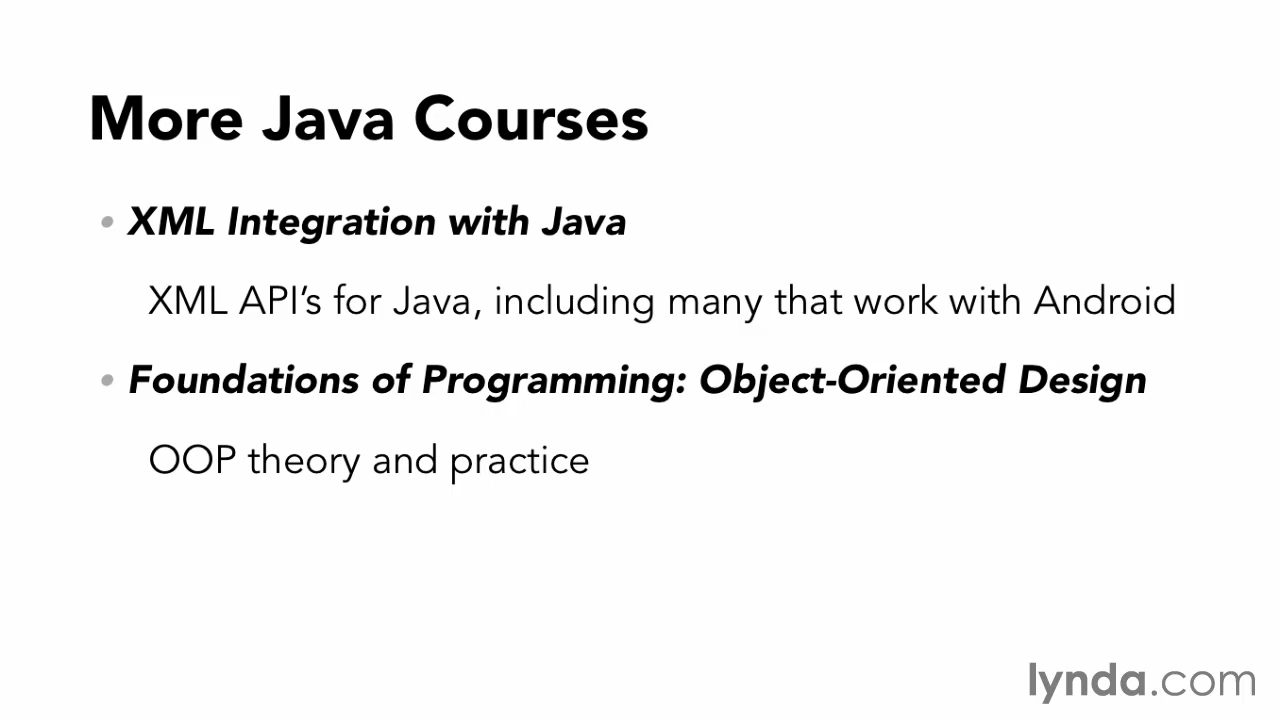 More Java Courses
• XML Integration with Java
XML API’s for Java, including many that work with Android
• Foundations of Programming: Object-Oriented Design
OOP theory and practice
lynda.com